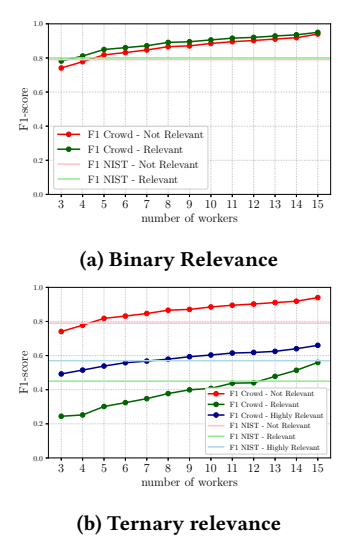 1.0
0.8
0.6
0.4
0.2
0.0
F1-score
F1 Crowd - Not Relevant
F1 Crowd - Relevant
F1 NIST - Not Relevant
F1 NIST - Relevant
3 4 5 6 7 8 9 10 11 12 13 14 15
number of workers
(a) Binary Relevance
1.0
0.8
0.6
0.4
0.2
0.0
F1-score
F1 Crowd - Not Relevant
F1 Crowd - Relevant
F1 Crowd - Highly Relevant
F1 NIST - Not Relevant
F1 NIST - Relevant
F1 NIST - Highly Relevant
3 4 5 6 7 8 9 10 11 12 13 14 15
number of workers
(b) Ternary relevance